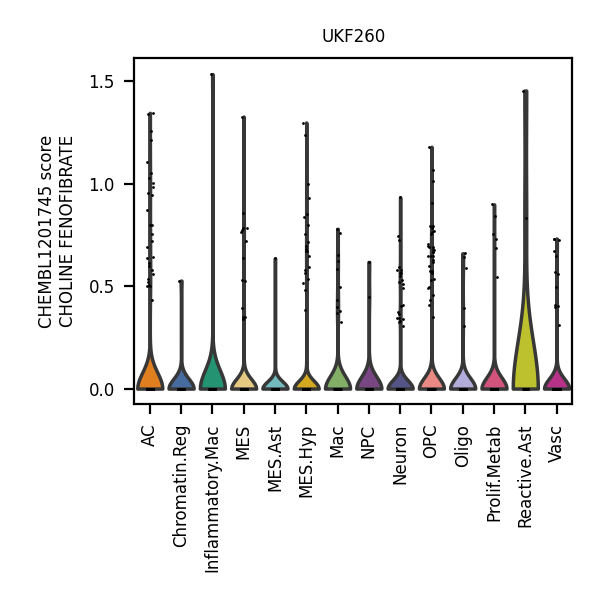 UKF260
CHEMBL1201745 score
CHOLINE FENOFIBRATE
1.5
1.0
0.5
0.0
AC
Chromatin.Reg
Inflammatory.Mac
MES
MES.Ast
MES.Hyp
Mac
NPC
Neuron
OPC
Oligo
Prolif.Metab
Reactive.Ast
Vasc